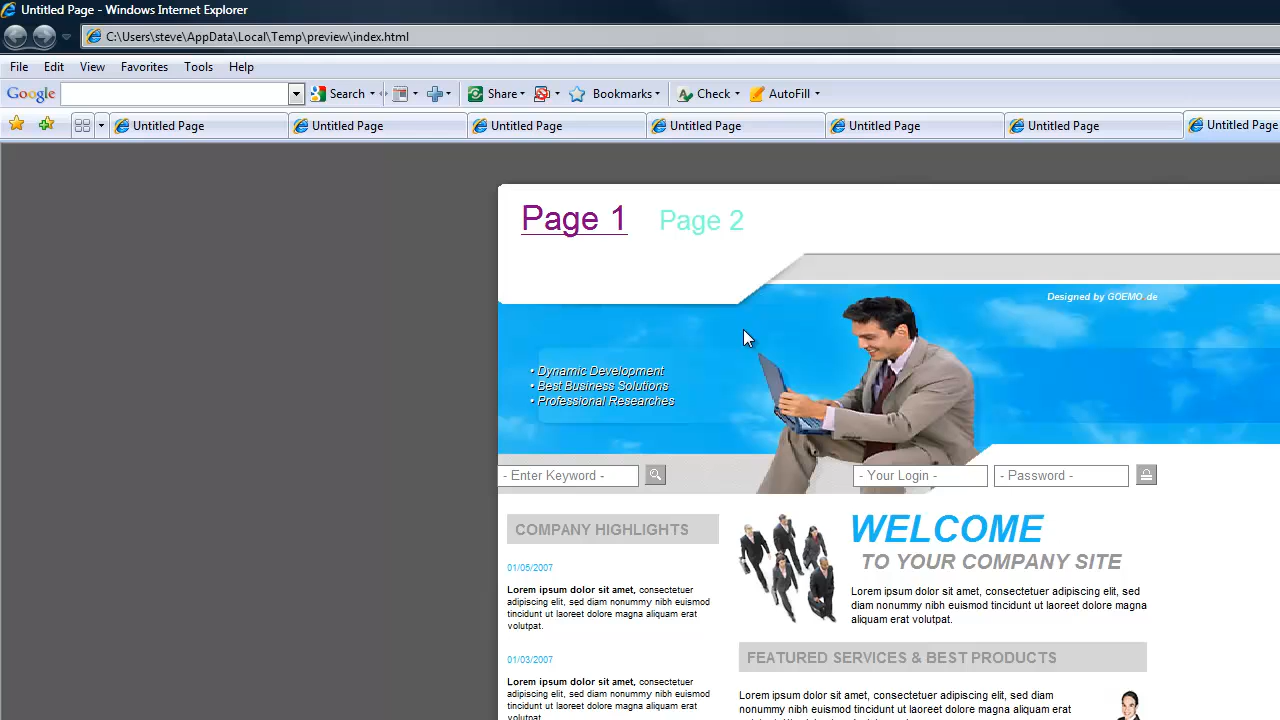 Untitled Page - Windows Internet Explorer
C:\Users\steve\AppData\Local\Temp\preview\index.html
File Edit View Favorites Tools Help
Google Search Share Bookmarks Check AutoFill
Untitled Page Untitled Page Untitled Page Untitled Page Untitled Page Untitled Page Untitled Page
Page 1 Page 2
Designed by GOEMO.de
• Dynamic Development
• Best Business Solutions
• Professional Researches
- Enter Keyword -
- Your Login - - Password -
COMPANY HIGHLIGHTS
01/05/2007
Lorem ipsum dolor sit amet, consectetuer
adipiscing elit, sed diam nonummy nibh euismod
tincidunt ut laoreet dolore magna aliquam erat
volutpat.
01/03/2007
Lorem ipsum dolor sit amet, consectetuer
adipiscing elit, sed diam nonummy nibh euismod
tincidunt ut laoreet dolore magna aliquam erat
WELCOME
TO YOUR COMPANY SITE
Lorem ipsum dolor sit amet, consectetuer adipiscing elit, sed
diam nonummy nibh euismod tincidunt ut laoreet dolore magna
aliquam erat volutpat.
FEATURED SERVICES & BEST PRODUCTS
Lorem ipsum dolor sit amet, consectetuer adipiscing elit, sed diam
nonummy nibh euismod tincidunt ut laoreet dolore magna aliquam